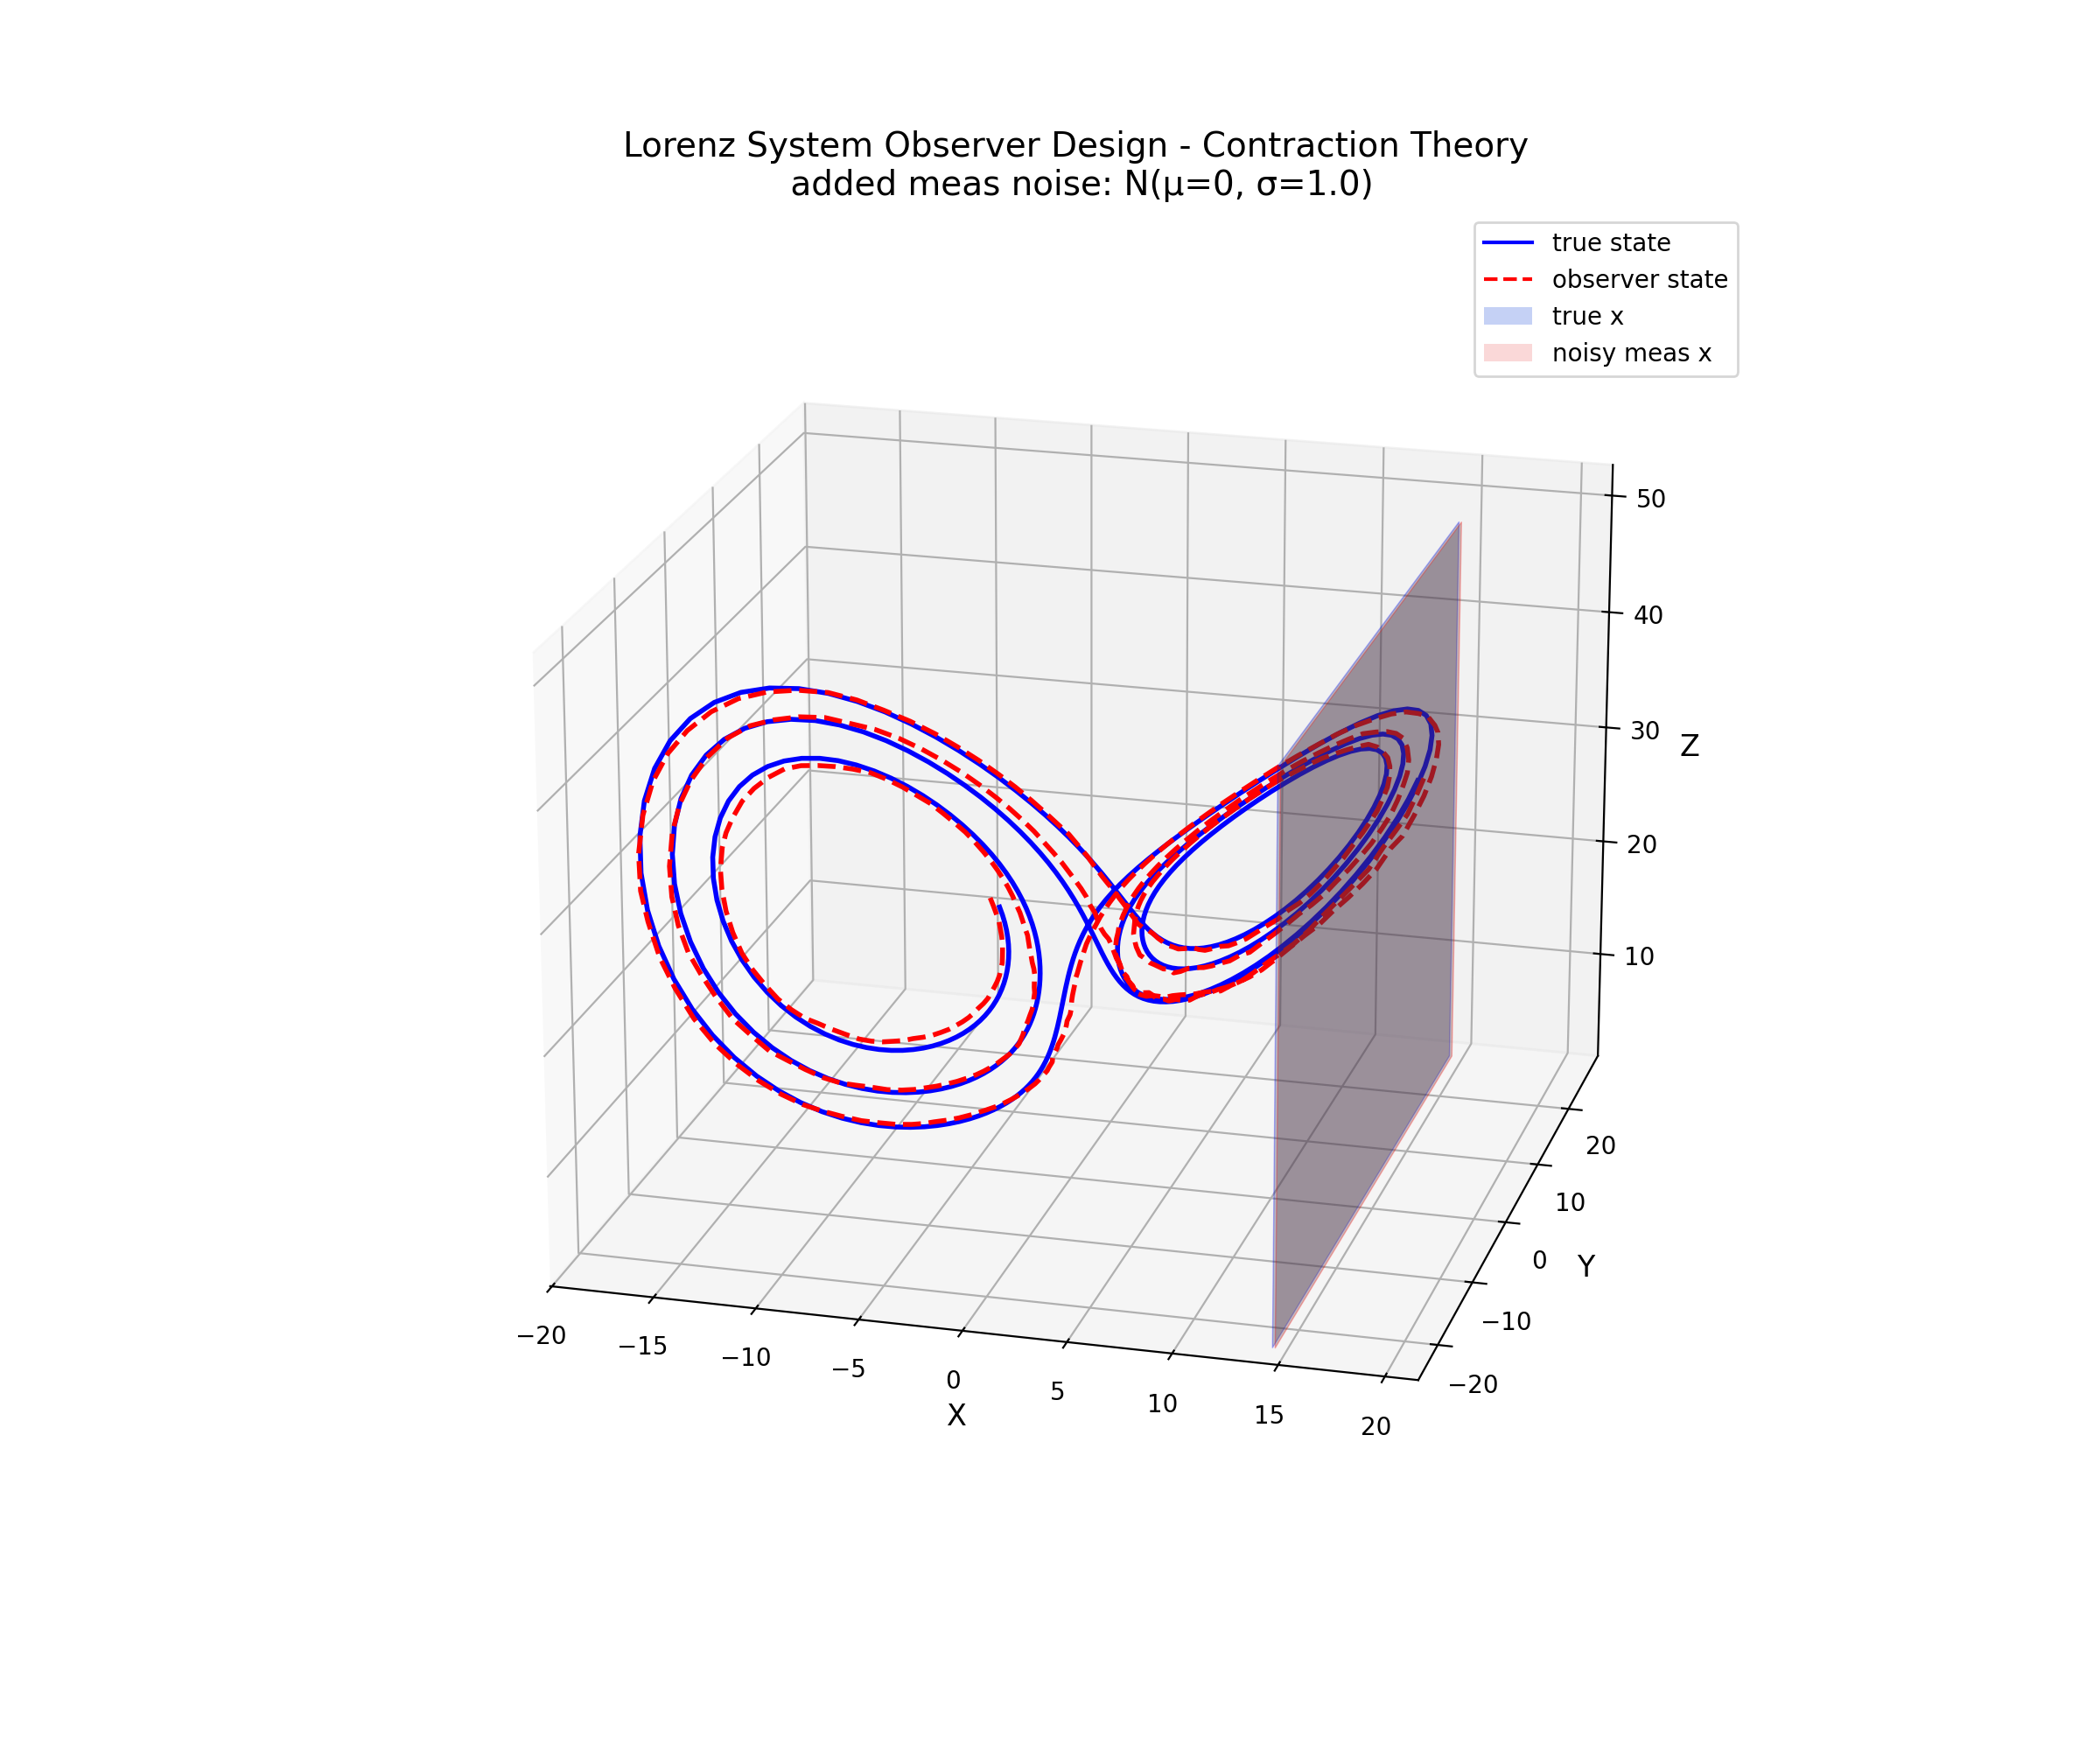 Lorenz System Observer Design - Contraction Theory
added meas noise: N(μ=0, σ=1.0)
true state
observer state
true x
noisy meas x
50
40
30
Z
20
10
20
10
0
Y
−10
−20
−20
−15
−10
−5
0
5
10
15
20
X